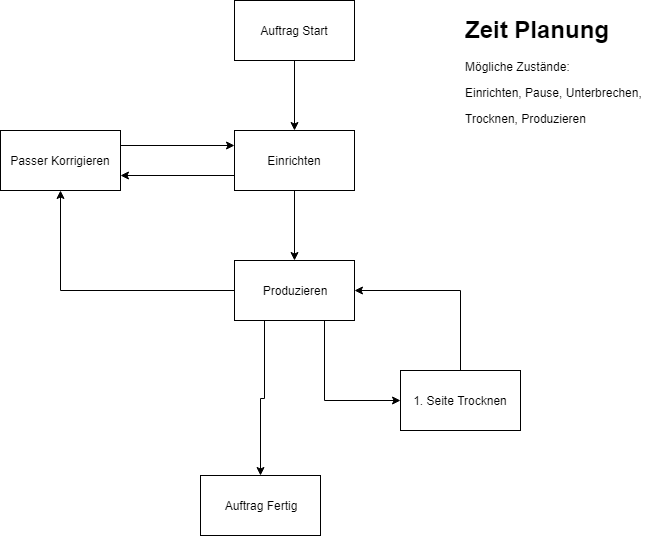 Auftrag Start
Zeit Planung
Mögliche Zustände:
Einrichten, Pause, Unterbrechen,
Trocknen, Produzieren
Passer Korrigieren
Einrichten
Produzieren
1. Seite Trocknen
Auftrag Fertig